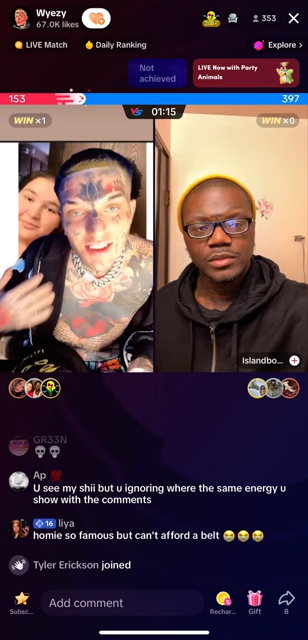 Wyezy
67.0K likes
353
LIVE Match
Daily Ranking
Explore >
Not
achieved
LIVE Now with Party
Animals
153
VS
01:15
397
WIN x1
WIN x0
Islandbo...
GR33N
💀💀
Ap 💯
U see my shii but u ignoring where the same energy u
show with the comments
16 liya
homie so famous but can't afford a belt 😭😭😭
Tyler Erickson joined
Subsc...
Add comment
Rechar...
Gift
8